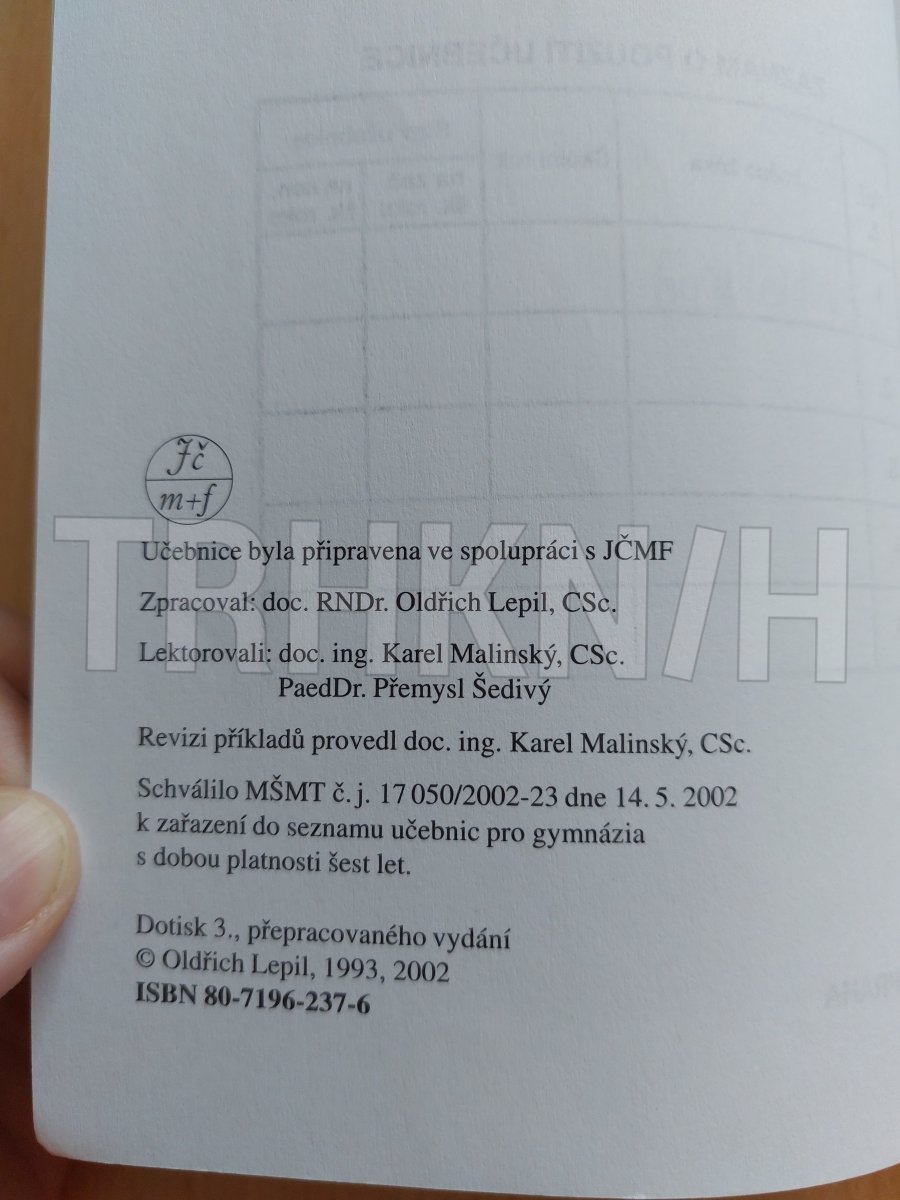 ZÁZNAM O POUŽITÍ UČEBNICE
Jč
m+f
TRHKNIH
Učebnice byla připravena ve spolupráci s JČMF
Zpracoval: doc. RNDr. Oldřich Lepil, CSc.
Lektorovali: doc. ing. Karel Malinský, CSc.
PaedDr. Přemysl Šedivý
Revizi příkladů provedl doc. ing. Karel Malinský, CSc.
Schválilo MŠMT č. j. 17 050/2002-23 dne 14. 5. 2002
k zařazení do seznamu učebnic pro gymnázia
s dobou platnosti šest let.
Dotisk 3., přepracovaného vydání
© Oldřich Lepil, 1993, 2002
ISBN 80-7196-237-6